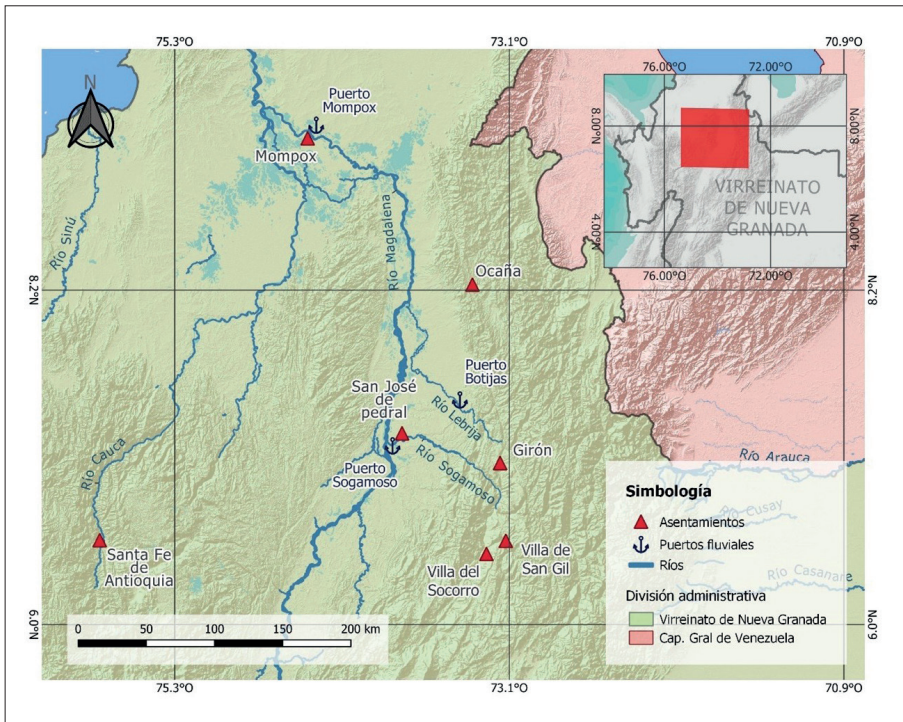 75.3°O
73.1°O
70.9°O
N
Puerto
Mompox
Mompox
Río Sinú
Río Magdalena
Ocaña
76.00°O
72.00°O
8.00°N
8.00°N
VIRREINATO
DE NUEVA
GRANADA
4.00°N
4.00°N
76.00°O
72.00°O
8.2°N
8.2°N
Puerto
Botijas
San José
de
pedral
Río Lebrija
Río Cauca
Girón
Río Sogamoso
Puerto
Sogamoso
Río Arauca
Río Cusay
Río Casanare
Santa Fe
de
Antioquia
Villa de
San Gil
Villa del
Socorro
Simbología
Asentamientos
Puertos fluviales
Ríos
División administrativa
Virreinato de Nueva Granada
Cap. Gral de Venezuela
6.0°N
6.0°N
0
50
100
150
200 km
75.3°O
73.1°O
70.9°O